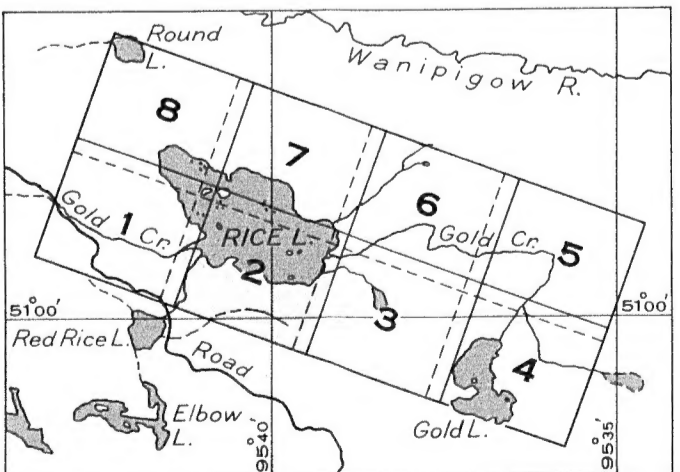 Round
L.
Wanipigow R.
8
7
6
5
Gold
1
Cr.
RICE L.
Gold Cr.
2
3
4
51°00'
51°00'
Red Rice L.
Road
Elbow
L.
Gold L.
95°40'
95°35'